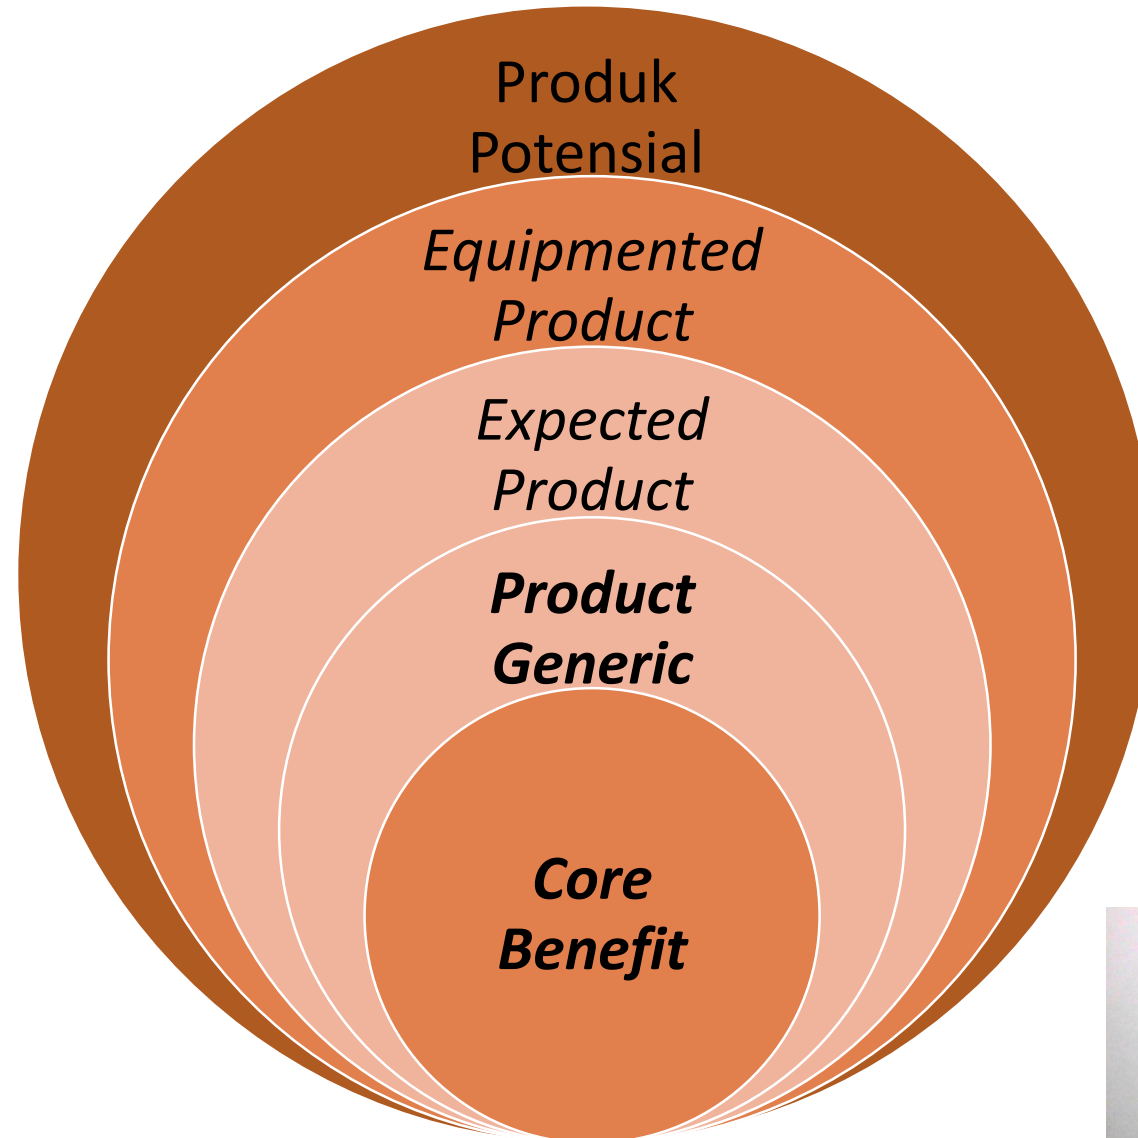 Produk
Potensial
Equipmented
Product
Expected
Product
Product
Generic
Core
Benefit